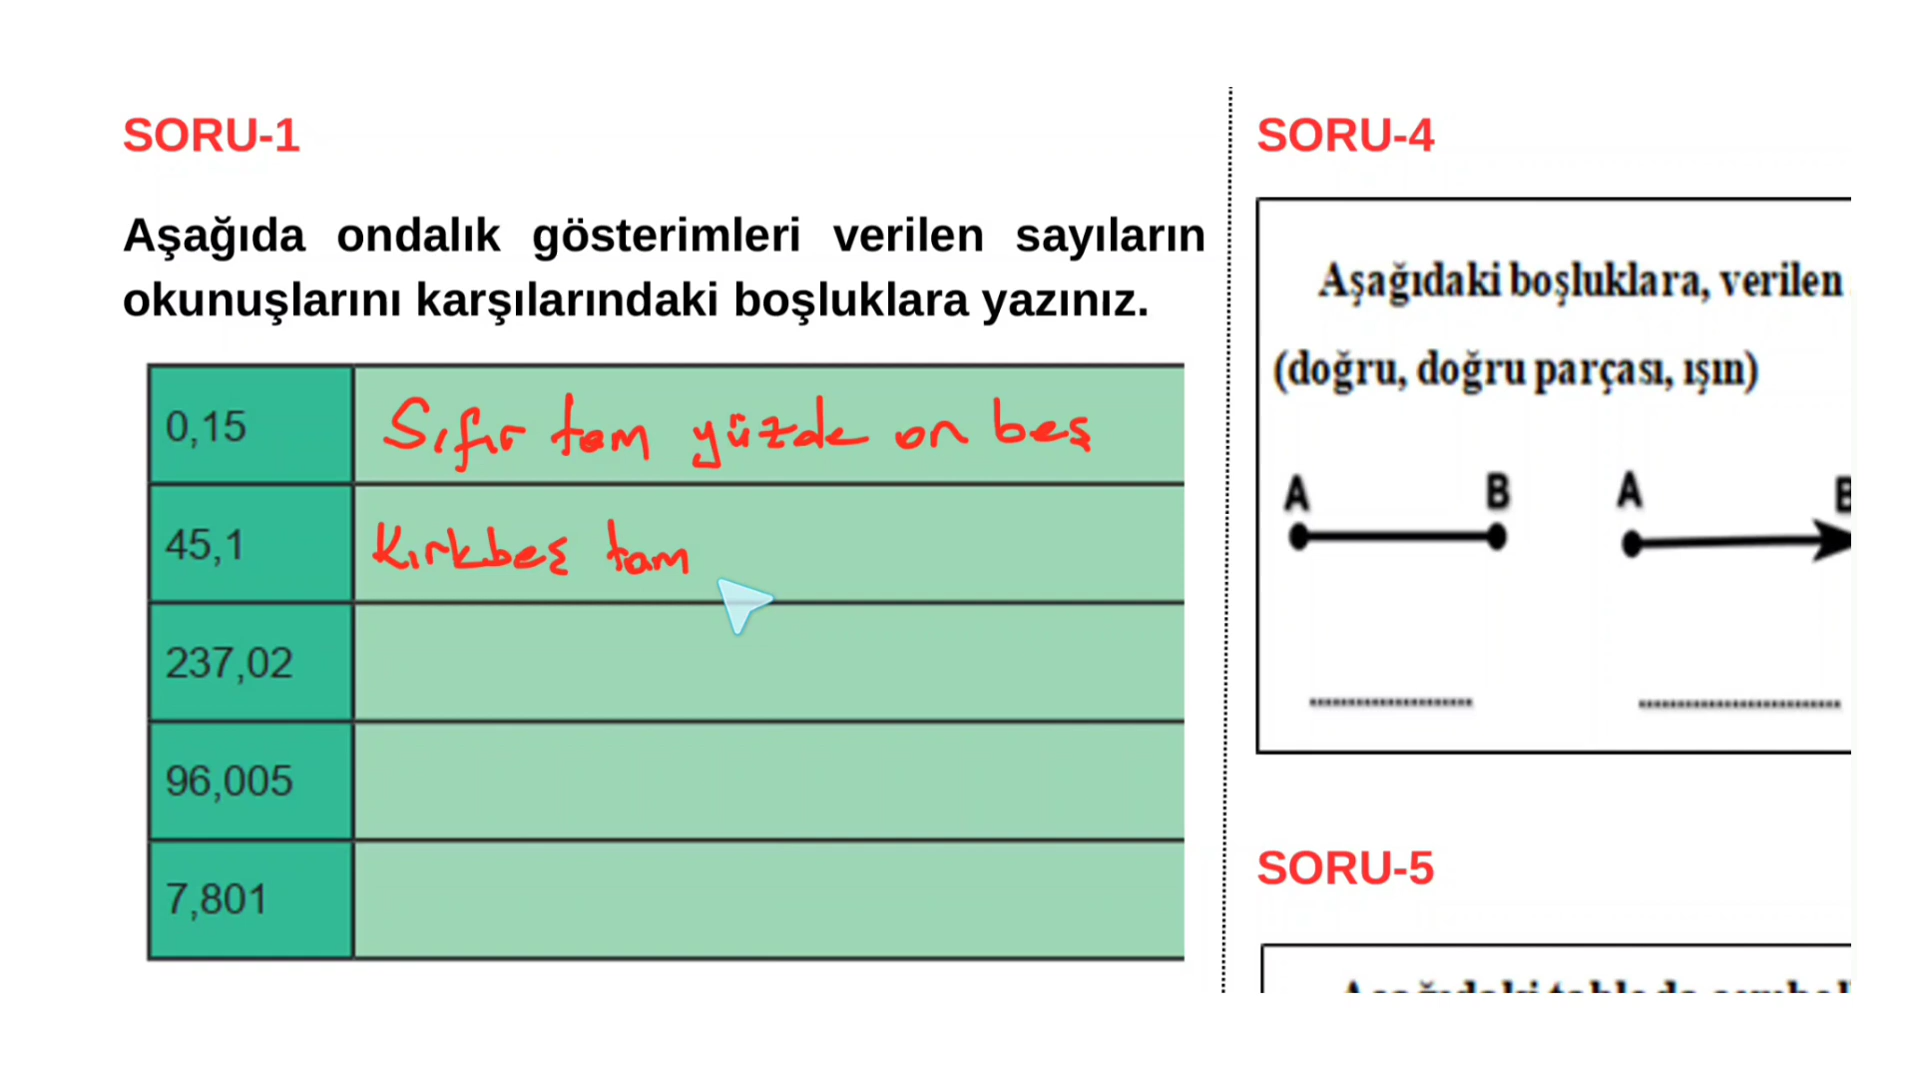 SORU-1
Aşağıda ondalık gösterimleri verilen sayıların
okunuşlarını karşılarındaki boşluklara yazınız.
0,15 Sıfır tam yüzde on beş
45,1 Kırkbeş tam
237,02
96,005
7,801
SORU-4
Aşağıdaki boşluklara, verilen
(doğru, doğru parçası, ışın)
A B A B
SORU-5